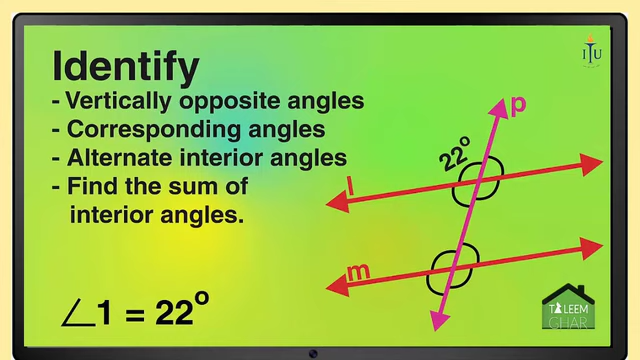 Identify
- Vertically opposite angles
- Corresponding angles
- Alternate interior angles
- Find the sum of
interior angles.
∠1 = 22°
22°
p
l
m
ITU
TALEEM
GHAR